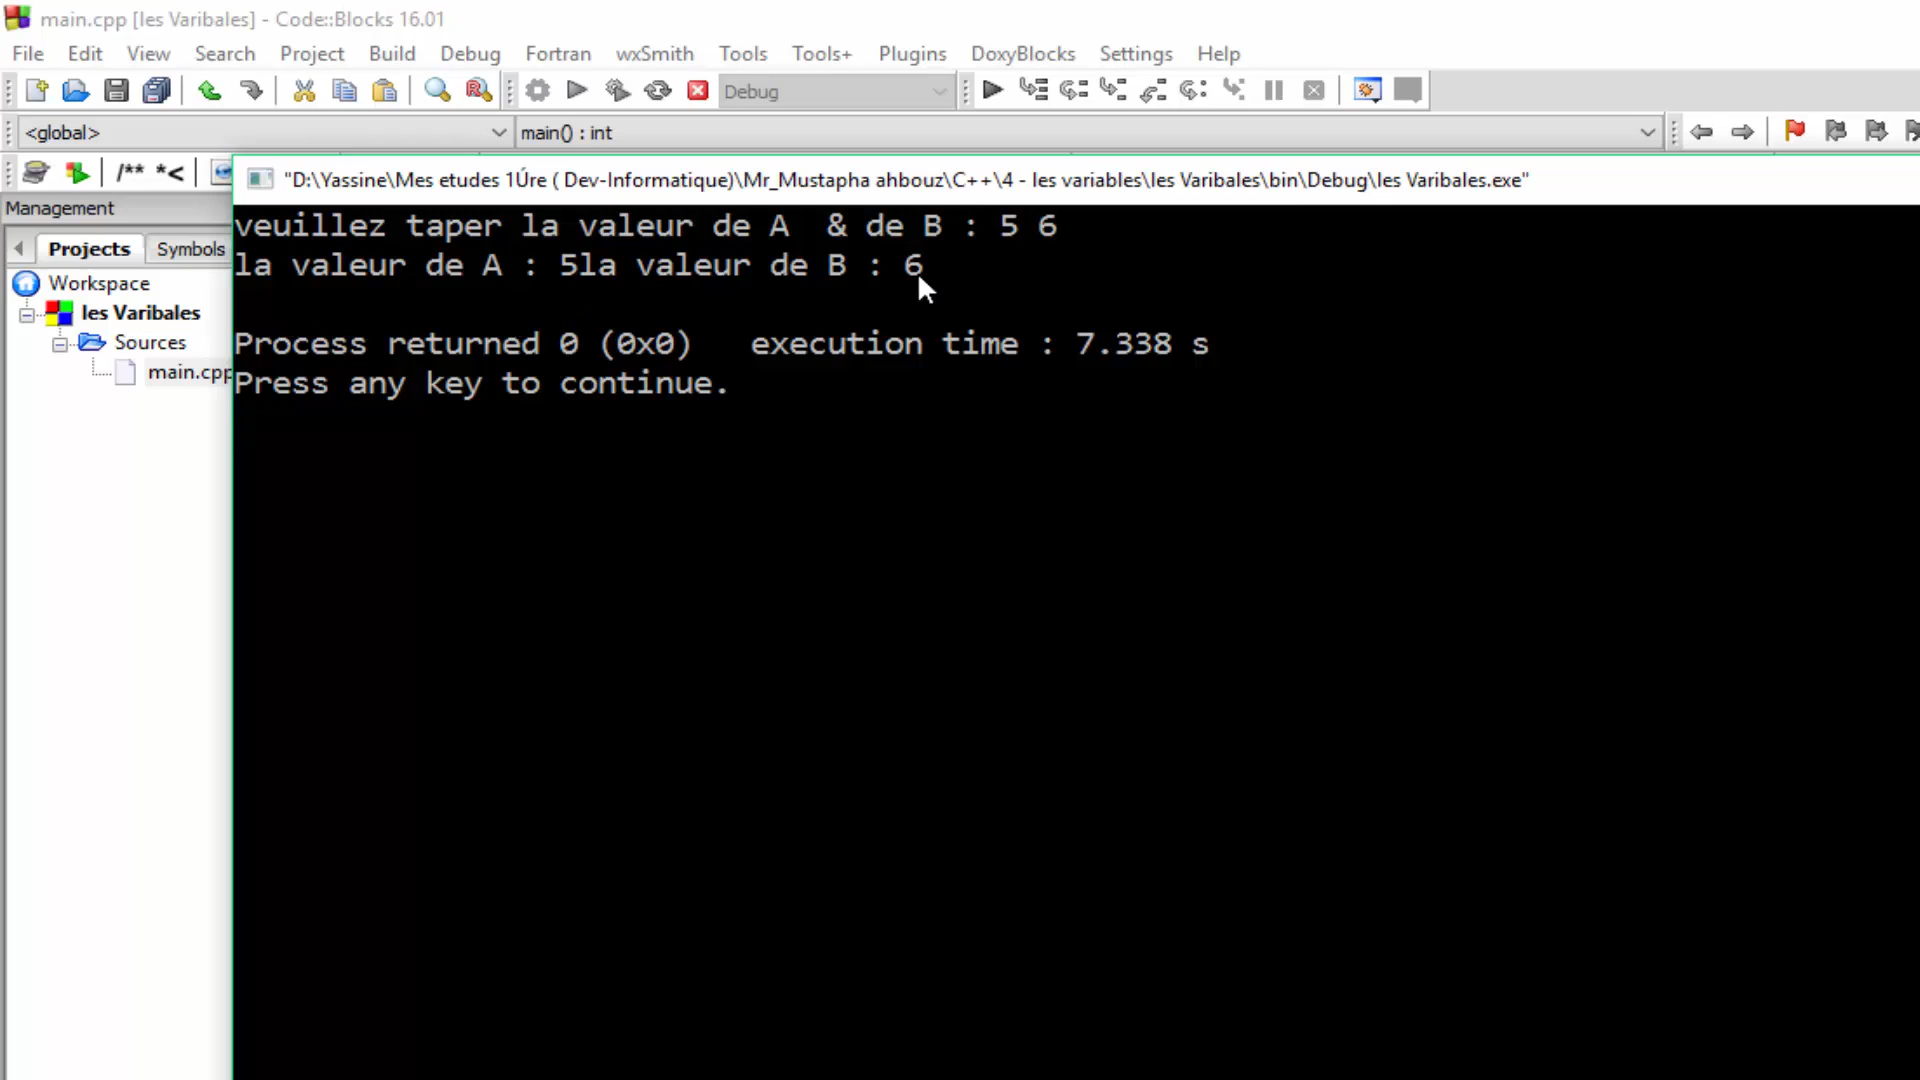 main.cpp [les Varibales] - Code::Blocks 16.01
File Edit View Search Project Build Debug Fortran wxSmith Tools Tools+ Plugins DoxyBlocks Settings Help
Debug
<global> main() : int
/** *<
"D:\Yassine\Mes etudes 1Úre ( Dev-Informatique)\Mr_Mustapha ahbouz\C++\4 - les variables\les Varibales\bin\Debug\les Varibales.exe"
Management
Projects Symbols
Workspace
les Varibales
Sources
main.cpp
veuillez taper la valeur de A  & de B : 5 6
la valeur de A : 5la valeur de B : 6
Process returned 0 (0x0)   execution time : 7.338 s
Press any key to continue.